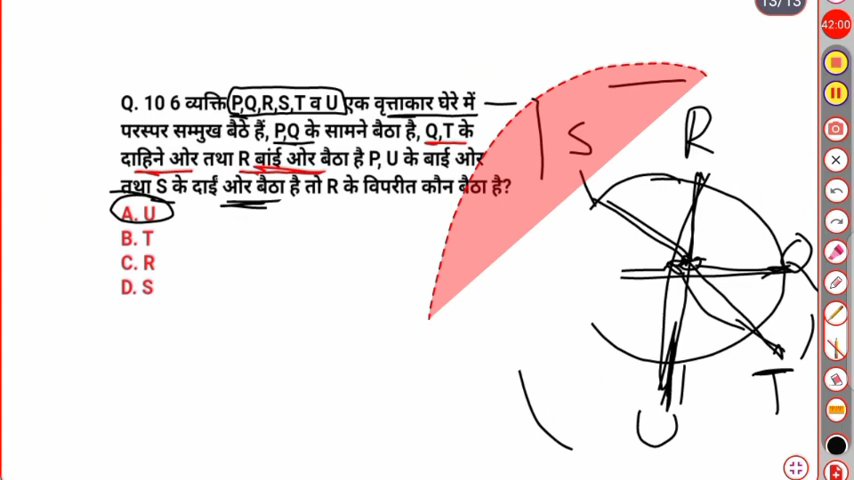 13/13
42:00
Q. 10 6 व्यक्ति P,Q,R,S,T व U एक वृत्ताकार घेरे में
परस्पर सम्मुख बैठे हैं, P,Q के सामने बैठा है, Q,T के
दाहिने ओर तथा R बांई ओर बैठा है P, U के बाई ओर
तथा S के दाईं ओर बैठा है तो R के विपरीत कौन बैठा है?
A. U
B. T
C. R
D. S
S
R
Q
T
U